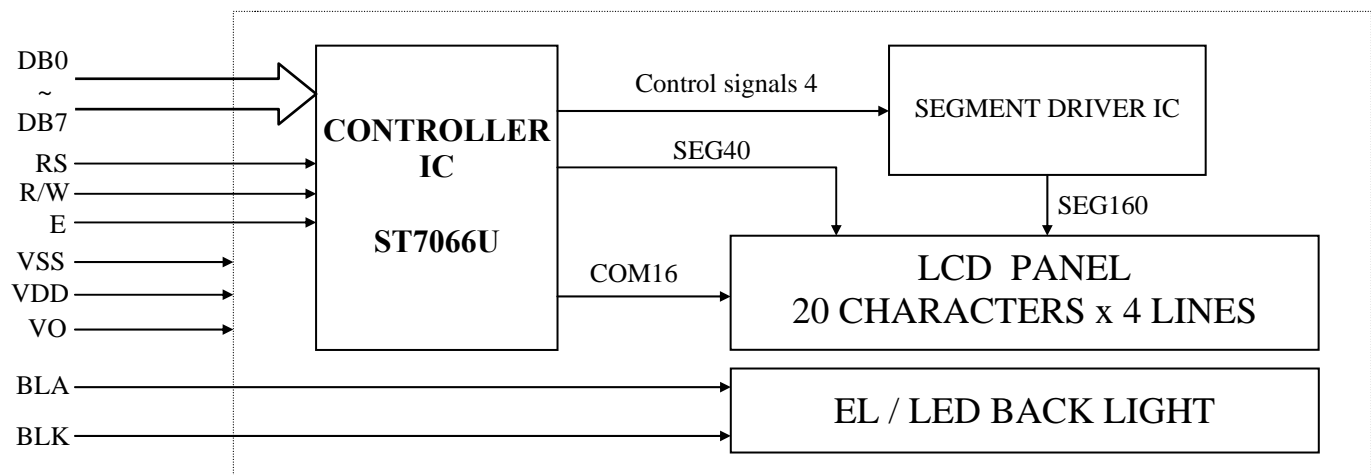 DB0
~
DB7
RS
R/W
E
VSS
VDD
VO
BLA
BLK
CONTROLLER
IC
ST7066U
Control signals 4
SEG40
COM16
SEGMENT DRIVER IC
SEG160
LCD PANEL
20 CHARACTERS x 4 LINES
EL / LED BACK LIGHT